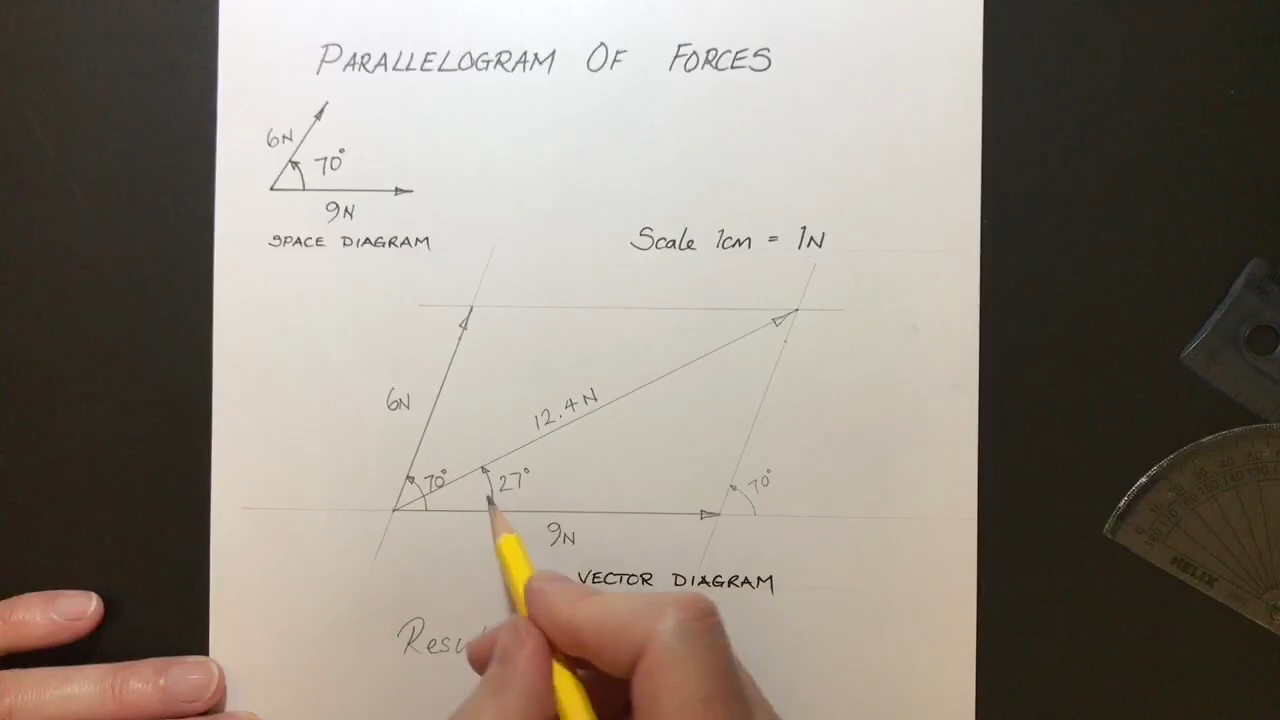 PARALLELOGRAM OF FORCES
6N
70°
9N
SPACE DIAGRAM
Scale 1cm = 1N
6N
12.4N
70°
27°
70°
9N
VECTOR DIAGRAM
HELIX